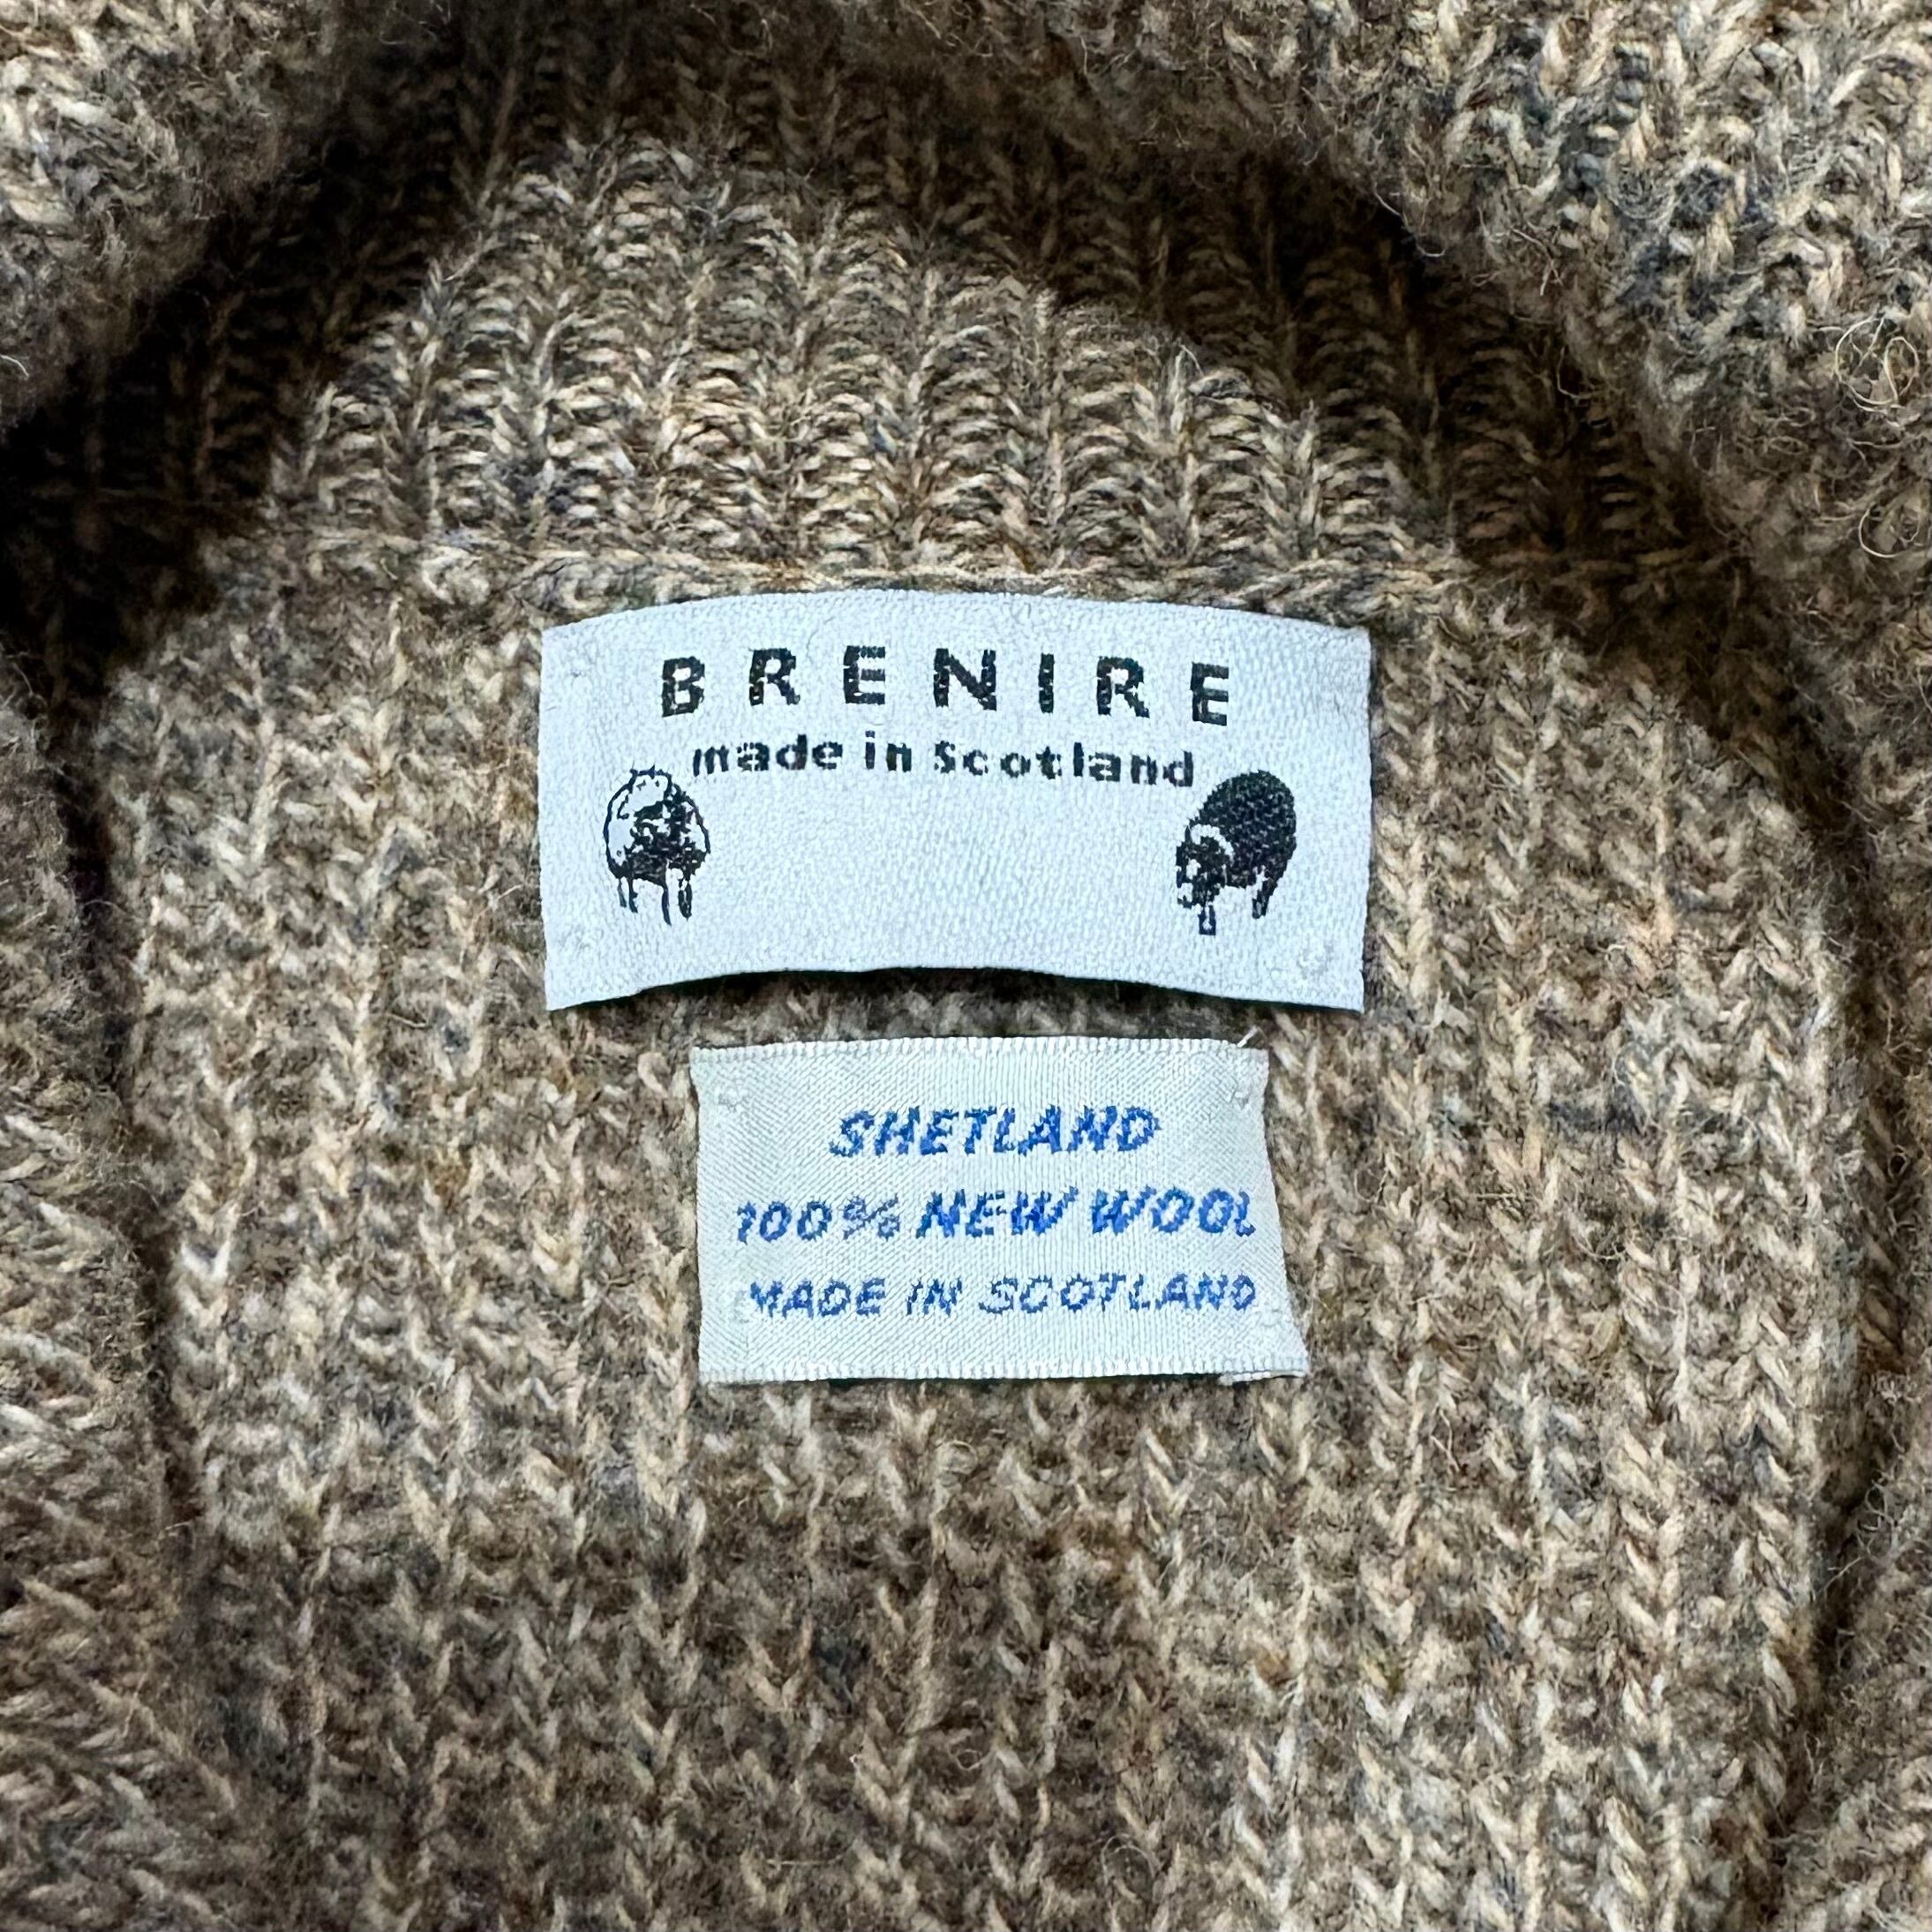 BRENIRE
made in Scotland
SHETLAND
100% NEW WOOL
MADE IN SCOTLAND